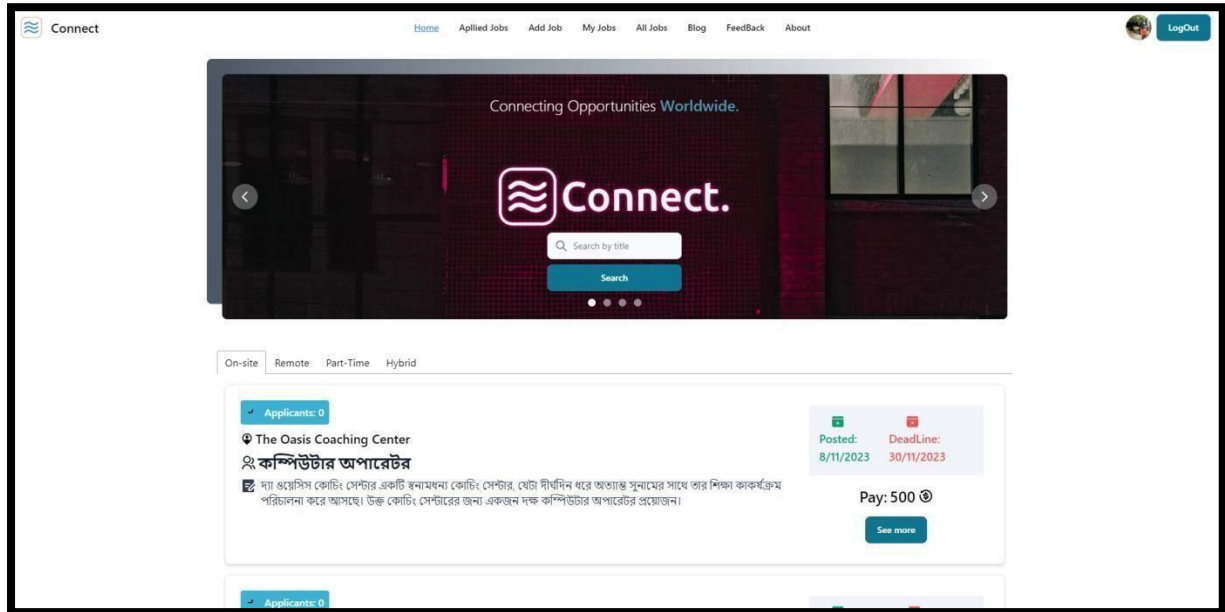 Connect
Home Apllied Jobs Add Job My Jobs All Jobs Blog FeedBack About
LogOut
Connecting Opportunities Worldwide.
Connect.
Search by title
Search
On-site Remote Part-Time Hybrid
Applicants: 0
The Oasis Coaching Center
কম্পিউটার অপারেটর
দ্যা ওয়েসিস কোচিং সেন্টার একটি স্বনামধন্য কোচিং সেন্টার, যেটা দীর্ঘদিন ধরে অত্যান্ত সুনামের সাথে তার শিক্ষা কাকর্যক্রম
পরিচালনা করে আসছে। উক্ত কোচিং সেন্টারের জন্য একজন দক্ষ কম্পিউটার অপারেটর প্রয়োজন।
Posted: DeadLine:
8/11/2023 30/11/2023
Pay: 500
See more
Applicants: 0